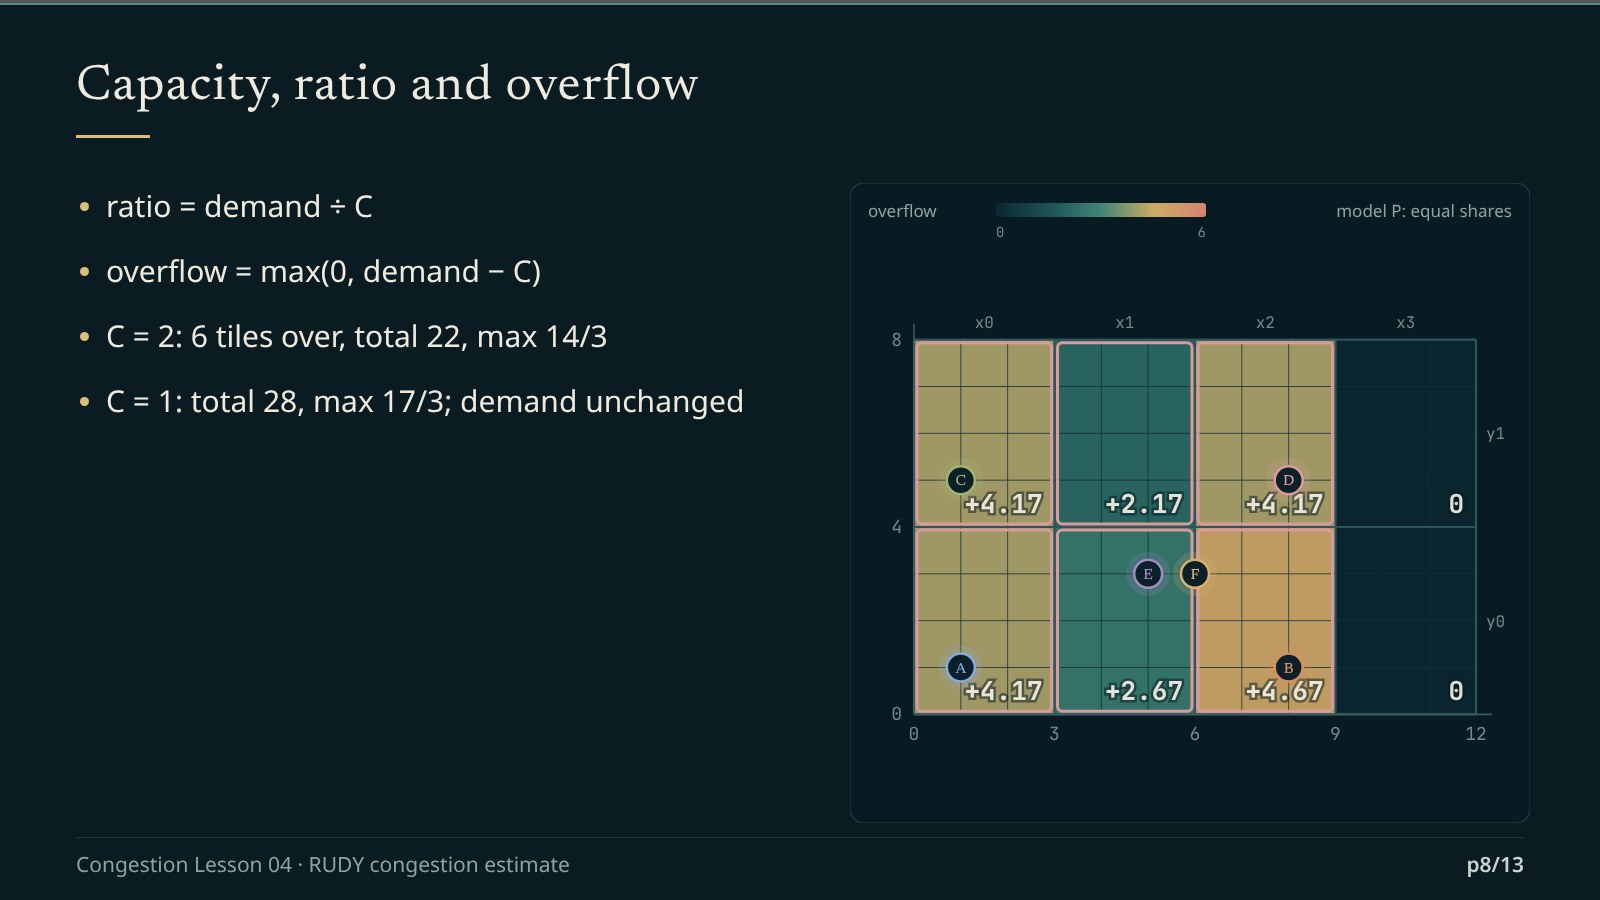 Capacity, ratio and overflow
• ratio = demand ÷ C
• overflow = max(0, demand − C)
• C = 2: 6 tiles over, total 22, max 14/3
• C = 1: total 28, max 17/3; demand unchanged
overflow
0 6
model P: equal shares
x0 x1 x2 x3
8
C D
+4.17 +2.17 +4.17 0
y1
4
E F
y0
A B
+4.17 +2.67 +4.67 0
0
0 3 6 9 12
Congestion Lesson 04 · RUDY congestion estimate
p8/13